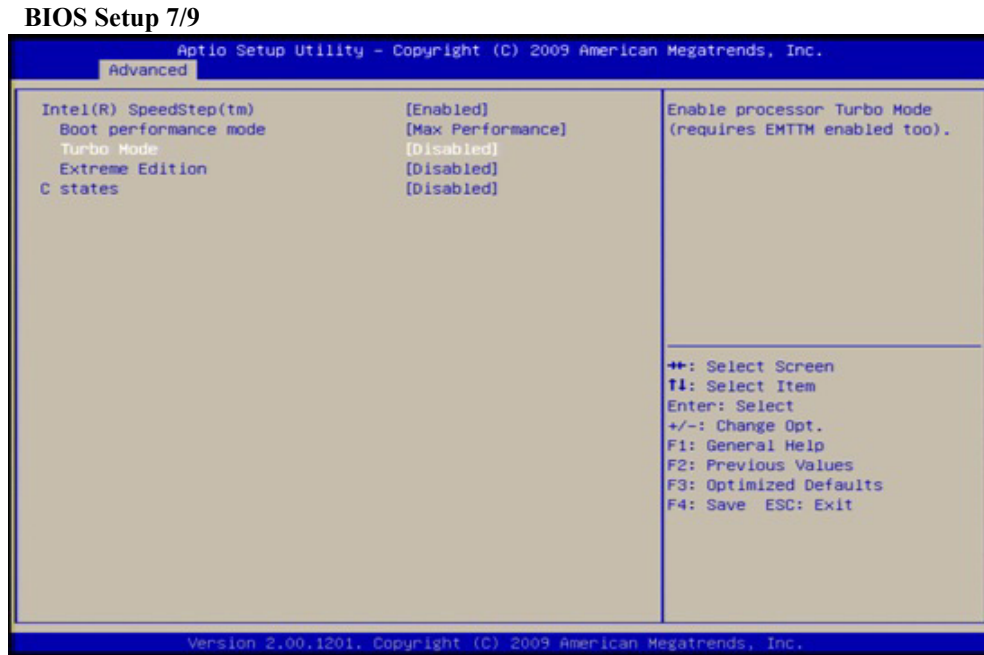 BIOS Setup 7/9
Aptio Setup Utility – Copyright (C) 2009 American Megatrends, Inc.
Advanced
Intel(R) SpeedStep(tm) [Enabled]
Boot performance mode [Max Performance]
Turbo Mode [Disabled]
Extreme Edition [Disabled]
C states [Disabled]
Enable processor Turbo Mode
(requires EMTTM enabled too).
→←: Select Screen
↑↓: Select Item
Enter: Select
+/-: Change Opt.
F1: General Help
F2: Previous Values
F3: Optimized Defaults
F4: Save ESC: Exit
Version 2.00.1201. Copyright (C) 2009 American Megatrends, Inc.